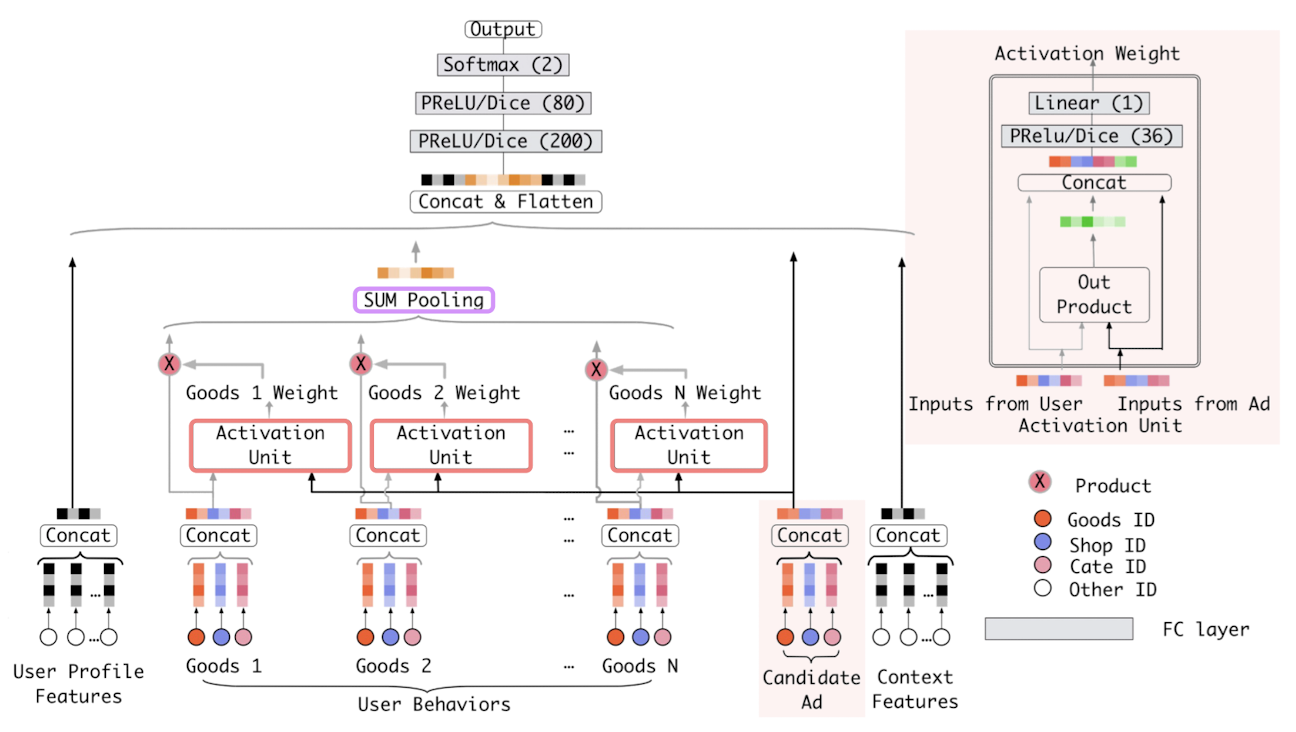 Output
Softmax (2)
PReLU/Dice (80)
PReLU/Dice (200)
Concat & Flatten
SUM Pooling
X
X
X
Goods 1 Weight
Goods 2 Weight
Goods N Weight
Activation
Unit
Activation
Unit
...
...
Activation
Unit
Concat
Concat
Concat
...
...
Concat
Concat
Concat
...
...
...
...
...
User Profile
Features
Goods 1
Goods 2
...
Goods N
User Behaviors
Candidate
Ad
Context
Features
Activation Weight
Linear (1)
PRelu/Dice (36)
Concat
Out
Product
Inputs from User
Inputs from Ad
Activation Unit
X
Product
Goods ID
Shop ID
Cate ID
Other ID
FC layer